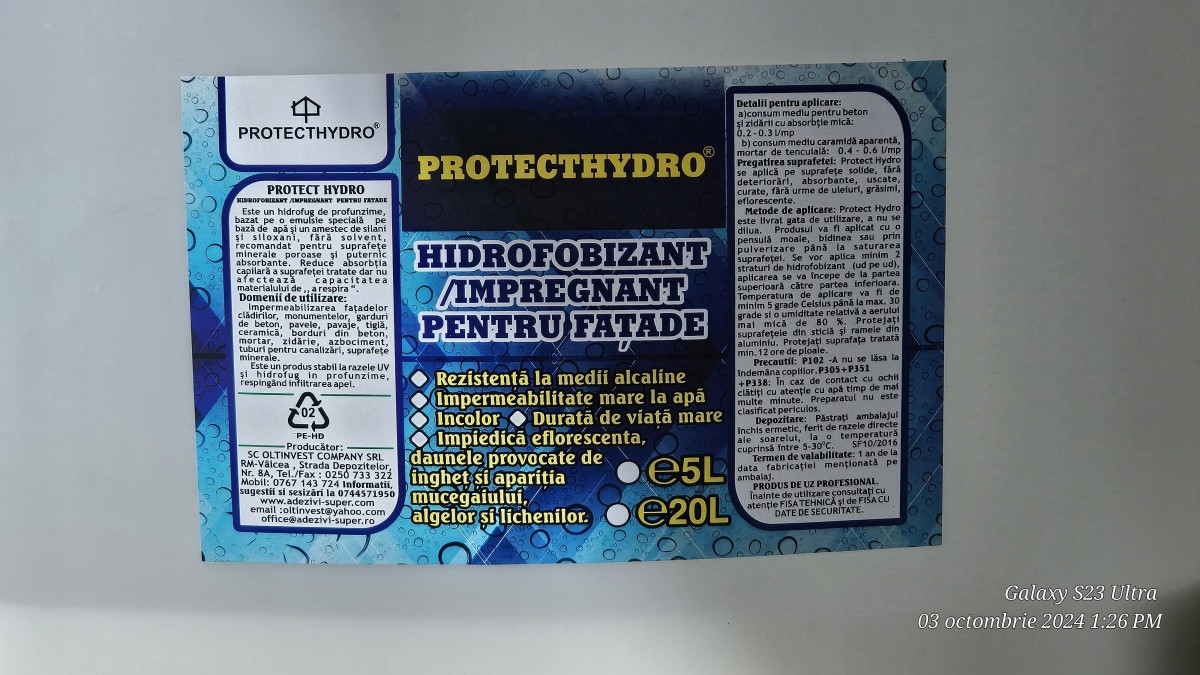 PROTECTHYDRO®
PROTECT HYDRO
HIDROFOBIZANT /IMPREGNANT PENTRU FATADE
Este un hidrofug de profunzime,
bazat pe o emulsie specială pe
bază de apă și un amestec de silani
și siloxani, fără solvent,
recomandat pentru suprafețe
minerale poroase și puternic
absorbante. Reduce absorbția
capilară a suprafeței tratate dar nu
afectează capacitatea
materialului de ,, a respira “.
Domenii de utilizare:
Impermeabilizarea fațadelor
clădirilor, monumentelor, garduri
de beton, pavele, pavaje, țiglă,
ceramică, borduri din beton,
mortar, zidărie, azbociment,
tuburi pentru canalizări, suprafețe
minerale.
Este un produs stabil la razele UV
și hidrofug in profunzime,
respingând infiltrarea apei.
02
PE-HD
Producător:
SC OLTINVEST COMPANY SRL
RM-Vâlcea , Strada Depozitelor,
Nr. 8A, Tel./Fax : 0250 733 322
Mobil: 0767 143 724 Informatii,
sugestii si sesizări la 0744571950
www.adezivi-super.com
email :oltinvest@yahoo.com
office@adezivi-super.ro
PROTECTHYDRO®
HIDROFOBIZANT
/IMPREGNANT
PENTRU FAȚADE
Rezistență la medii alcaline
Impermeabilitate mare la apă
Incolor Durată de viață mare
Impiedică eflorescenta,
daunele provocate de
inghet si apariția
mucegaiului,
algelor și lichenilor.
℮5L
℮20L
Detalii pentru aplicare:
a)consum mediu pentru beton
și zidării cu absorbție mică:
0.2 - 0.3 l/mp
b) consum mediu caramidă aparentă,
mortar de tencuială: 0.4 - 0.6 l/mp
Pregatirea suprafetei: Protect Hydro
se aplică pe suprafețe solide, fără
deteriorări, absorbante, uscate,
curate, fără urme de uleiuri, grăsimi,
eflorescente.
Metode de aplicare: Protect Hydro
este livrat gata de utilizare, a nu se
dilua. Produsul va fi aplicat cu o
pensulă moale, bidinea sau prin
pulverizare până la saturarea
suprafeței. Se vor aplica minim 2
straturi de hidrofobizant (ud pe ud),
aplicarea se va începe de la partea
superioară către partea inferioara.
Temperatura de aplicare va fi de
minim 5 grade Celsius până la max. 30
grade si o umiditate relativă a aerului
mai mică de 80 %. Protejați
suprafețele din sticlă și ramele din
aluminiu. Protejați suprafața tratată
min. 12 ore de ploaie.
Precautii: P102 -A nu se lăsa la
îndemâna copiilor.P305+P351
+P338: În caz de contact cu ochii
clătiți cu atenție cu apă timp de mai
multe minute. Preparatul nu este
clasificat periculos.
Depozitare: Păstrați ambalajul
închis ermetic, ferit de razele directe
ale soarelui, la o temperatură
cuprinsă între 5-30°C. SF10/2016
Termen de valabilitate: 1 an de la
data fabricației menționată pe
ambalaj.
PRODUS DE UZ PROFESIONAL.
Înainte de utilizare consultați cu
atenție FISA TEHNICĂ și de FISA CU
DATE DE SECURITATE.
Galaxy S23 Ultra
03 octombrie 2024 1:26 PM